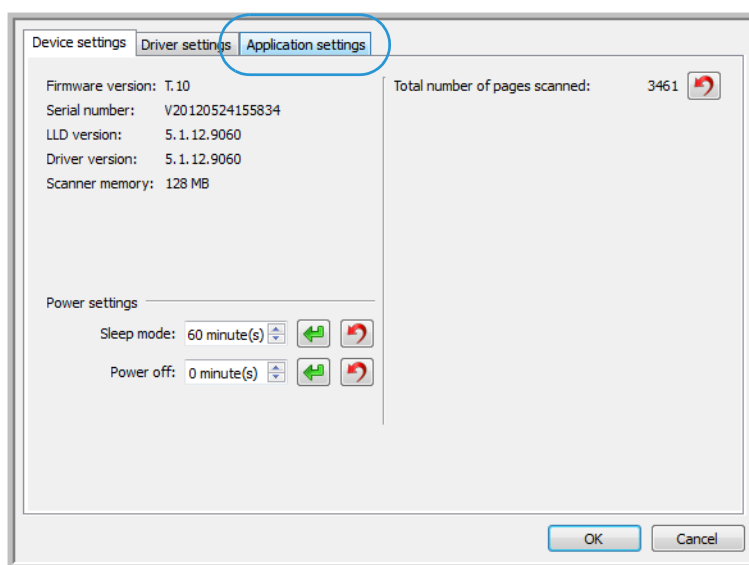 Device settings Driver settings Application settings
Firmware version: T.10
Serial number: V20120524155834
LLD version: 5.1.12.9060
Driver version: 5.1.12.9060
Scanner memory: 128 MB
Total number of pages scanned: 3461
Power settings
Sleep mode: 60 minute(s)
Power off: 0 minute(s)
OK Cancel